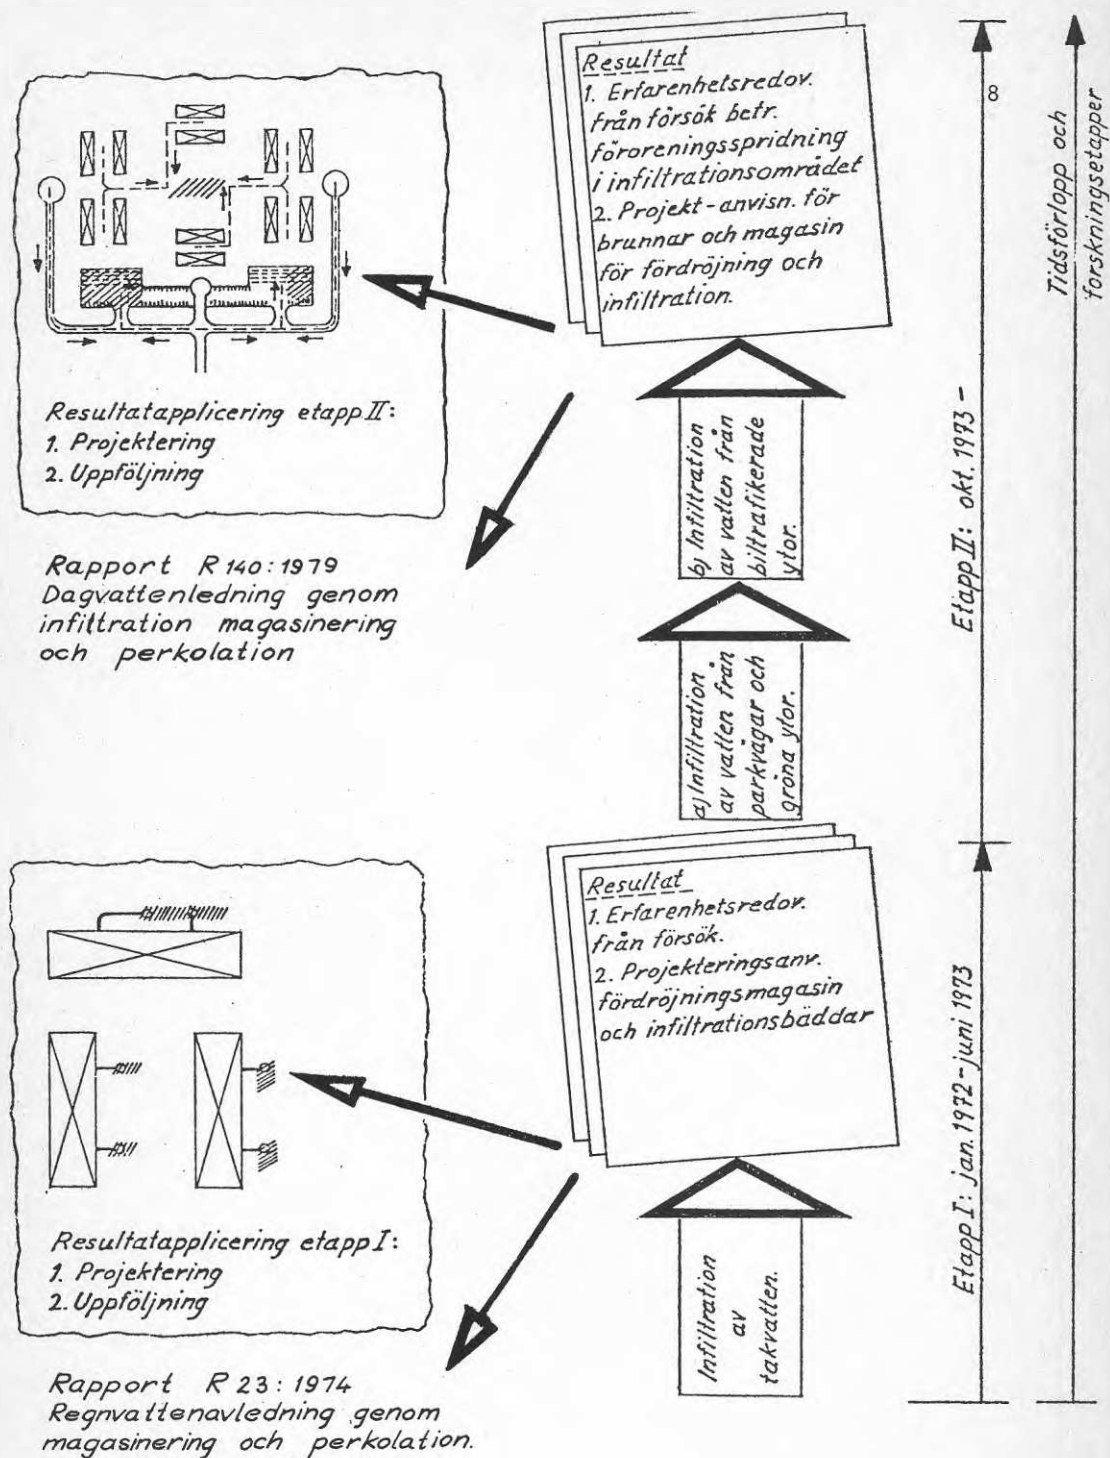 Resultat
1. Erfarenhetsredov.
från försök betr.
föroreningsspridning
i infiltrationsområdet
2. Projekt-anvisn. för
brunnar och magasin
för fördröjning och
infiltration.
8
Tidsförlopp och
forskningsetapper
Resultatapplicering etapp II:
1. Projektering
2. Uppföljning
b) Infiltration
av vatten från
biltrafikerade
ytor.
Etapp II: okt. 1973 -
Rapport R 140:1979
Dagvattenledning genom
infiltration magasinering
och perkolation
a) Infiltration
av vatten från
parkvägar och
gröna ytor.
Resultat
1. Erfarenhetsredov.
från försök.
2. Projekteringsanv.
fördröjningsmagasin
och infiltrationsbäddar
Etapp I: jan. 1972-juni 1973
Resultatapplicering etapp I:
1. Projektering
2. Uppföljning
Infiltration
av
takvatten.
Rapport R 23:1974
Regnvattenavledning genom
magasinering och perkolation.